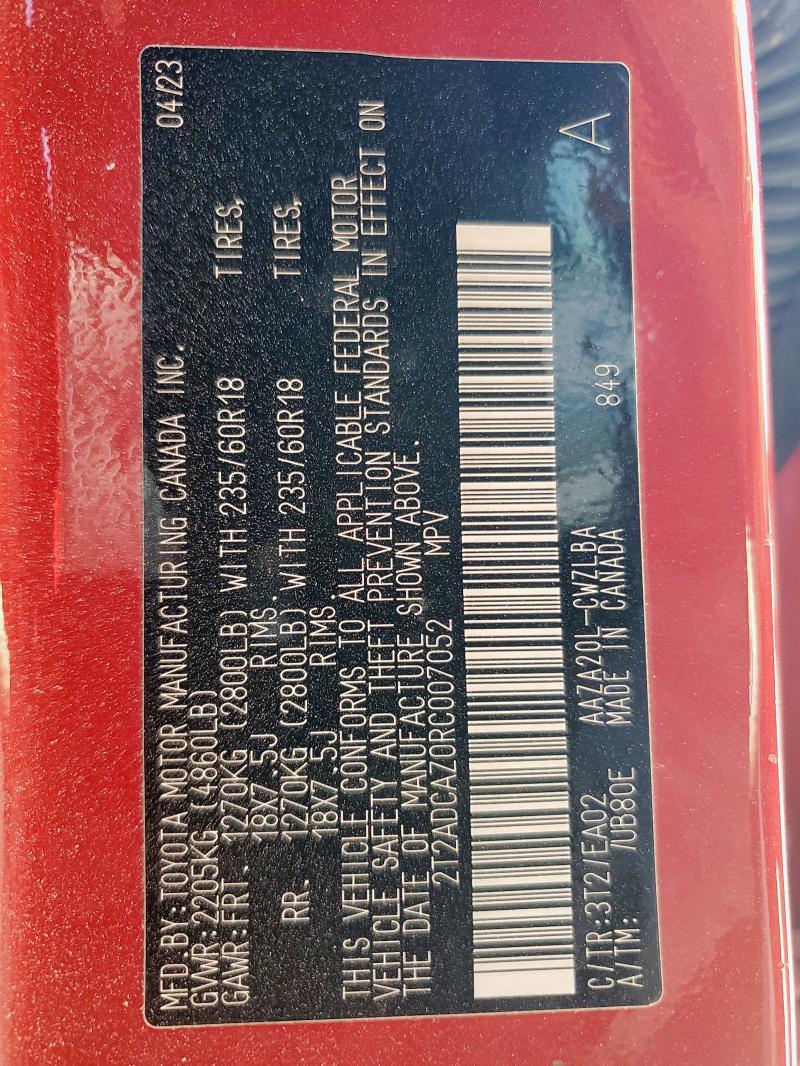 MFD BY:TOYOTA MOTOR MANUFACTURING CANADA INC. 04/23
GVWR:2205KG (4860LB)
GAWR:FRT. 1270KG (2800LB) WITH 235/60R18 TIRES,
18X7.5J RIMS.
RR. 1270KG (2800LB) WITH 235/60R18 TIRES,
18X7.5J RIMS.
THIS VEHICLE CONFORMS TO ALL APPLICABLE FEDERAL MOTOR
VEHICLE SAFETY AND THEFT PREVENTION STANDARDS IN EFFECT ON
THE DATE OF MANUFACTURE SHOWN ABOVE.
2T2ADCAZ0RC007052 MPV
C/TR:3T2/EA02 AAZA20L-CWZLBA A
A/TM: /UB80E MADE IN CANADA 849